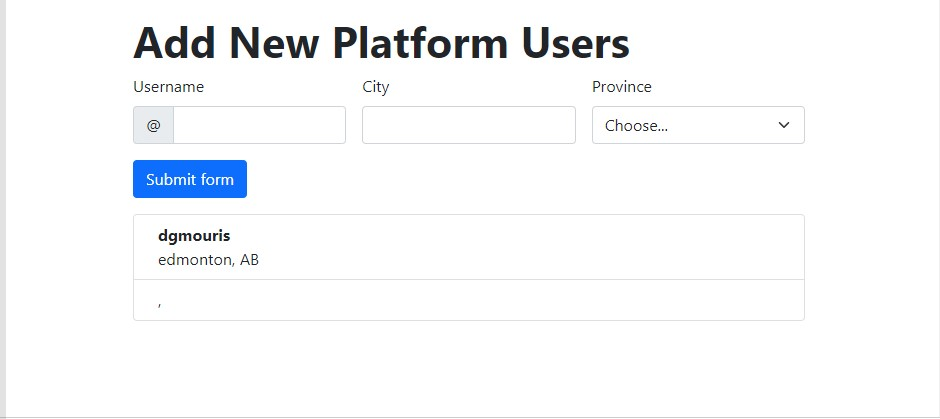 Add New Platform Users
Username City Province
@ Choose...
Submit form
dgmouris
edmonton, AB
,